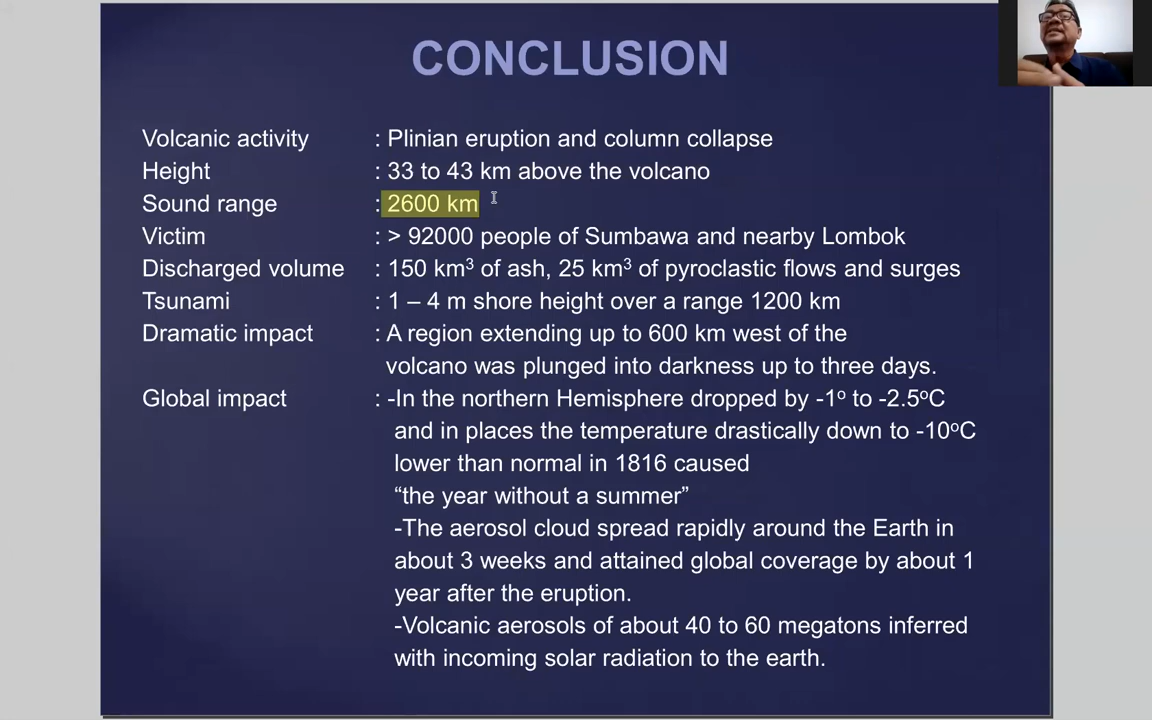 CONCLUSION
Volcanic activity : Plinian eruption and column collapse
Height : 33 to 43 km above the volcano
Sound range : 2600 km
Victim : > 92000 people of Sumbawa and nearby Lombok
Discharged volume : 150 km³ of ash, 25 km³ of pyroclastic flows and surges
Tsunami : 1 – 4 m shore height over a range 1200 km
Dramatic impact : A region extending up to 600 km west of the
volcano was plunged into darkness up to three days.
Global impact : -In the northern Hemisphere dropped by -1º to -2.5ºC
and in places the temperature drastically down to -10ºC
lower than normal in 1816 caused
“the year without a summer”
-The aerosol cloud spread rapidly around the Earth in
about 3 weeks and attained global coverage by about 1
year after the eruption.
-Volcanic aerosols of about 40 to 60 megatons inferred
with incoming solar radiation to the earth.